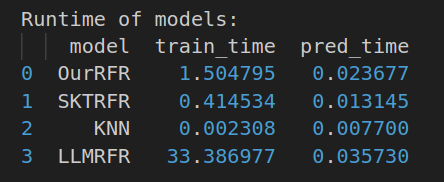 Runtime of models:
model train_time pred_time
0 OurRFR 1.504795 0.023677
1 SKTRFR 0.414534 0.013145
2 KNN 0.002308 0.007700
3 LLMRFR 33.386977 0.035730